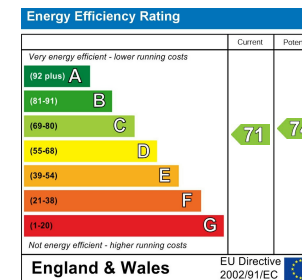 Energy Efficiency Rating
Current
Very energy efficient - lower running costs
(92 plus) A
(81-91) B
(69-80) C
71
(55-68) D
(39-54) E
(21-38) F
(1-20) G
Not energy efficient - higher running costs
England & Wales
EU Directive
2002/91/EC